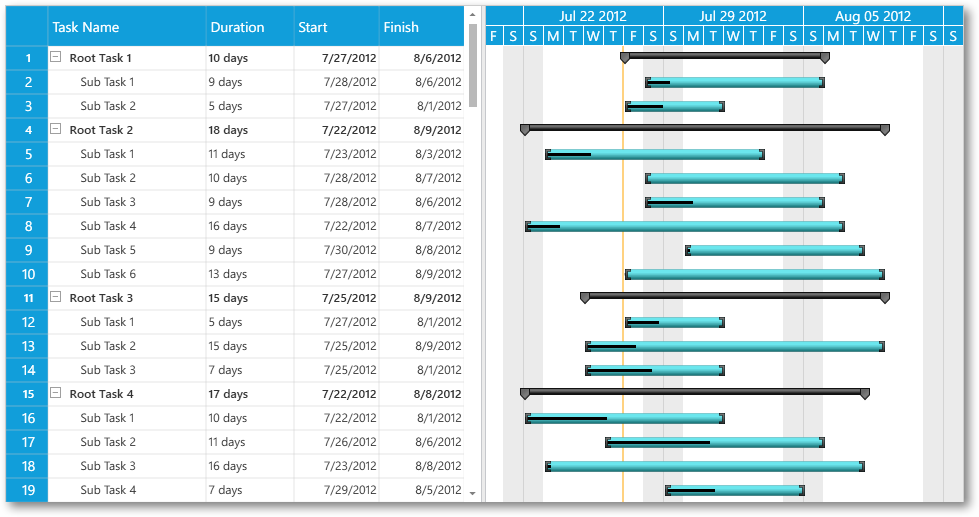 Task Name Duration Start Finish Jul 22 2012 Jul 29 2012 Aug 05 2012
F S S M T W T F S S M T W T F S S M T W T F S S
1 Root Task 1 10 days 7/27/2012 8/6/2012
2 Sub Task 1 9 days 7/28/2012 8/6/2012
3 Sub Task 2 5 days 7/27/2012 8/1/2012
4 Root Task 2 18 days 7/22/2012 8/9/2012
5 Sub Task 1 11 days 7/23/2012 8/3/2012
6 Sub Task 2 10 days 7/28/2012 8/7/2012
7 Sub Task 3 9 days 7/28/2012 8/6/2012
8 Sub Task 4 16 days 7/22/2012 8/7/2012
9 Sub Task 5 9 days 7/30/2012 8/8/2012
10 Sub Task 6 13 days 7/27/2012 8/9/2012
11 Root Task 3 15 days 7/25/2012 8/9/2012
12 Sub Task 1 5 days 7/27/2012 8/1/2012
13 Sub Task 2 15 days 7/25/2012 8/9/2012
14 Sub Task 3 7 days 7/25/2012 8/1/2012
15 Root Task 4 17 days 7/22/2012 8/8/2012
16 Sub Task 1 10 days 7/22/2012 8/1/2012
17 Sub Task 2 11 days 7/26/2012 8/6/2012
18 Sub Task 3 16 days 7/23/2012 8/8/2012
19 Sub Task 4 7 days 7/29/2012 8/5/2012